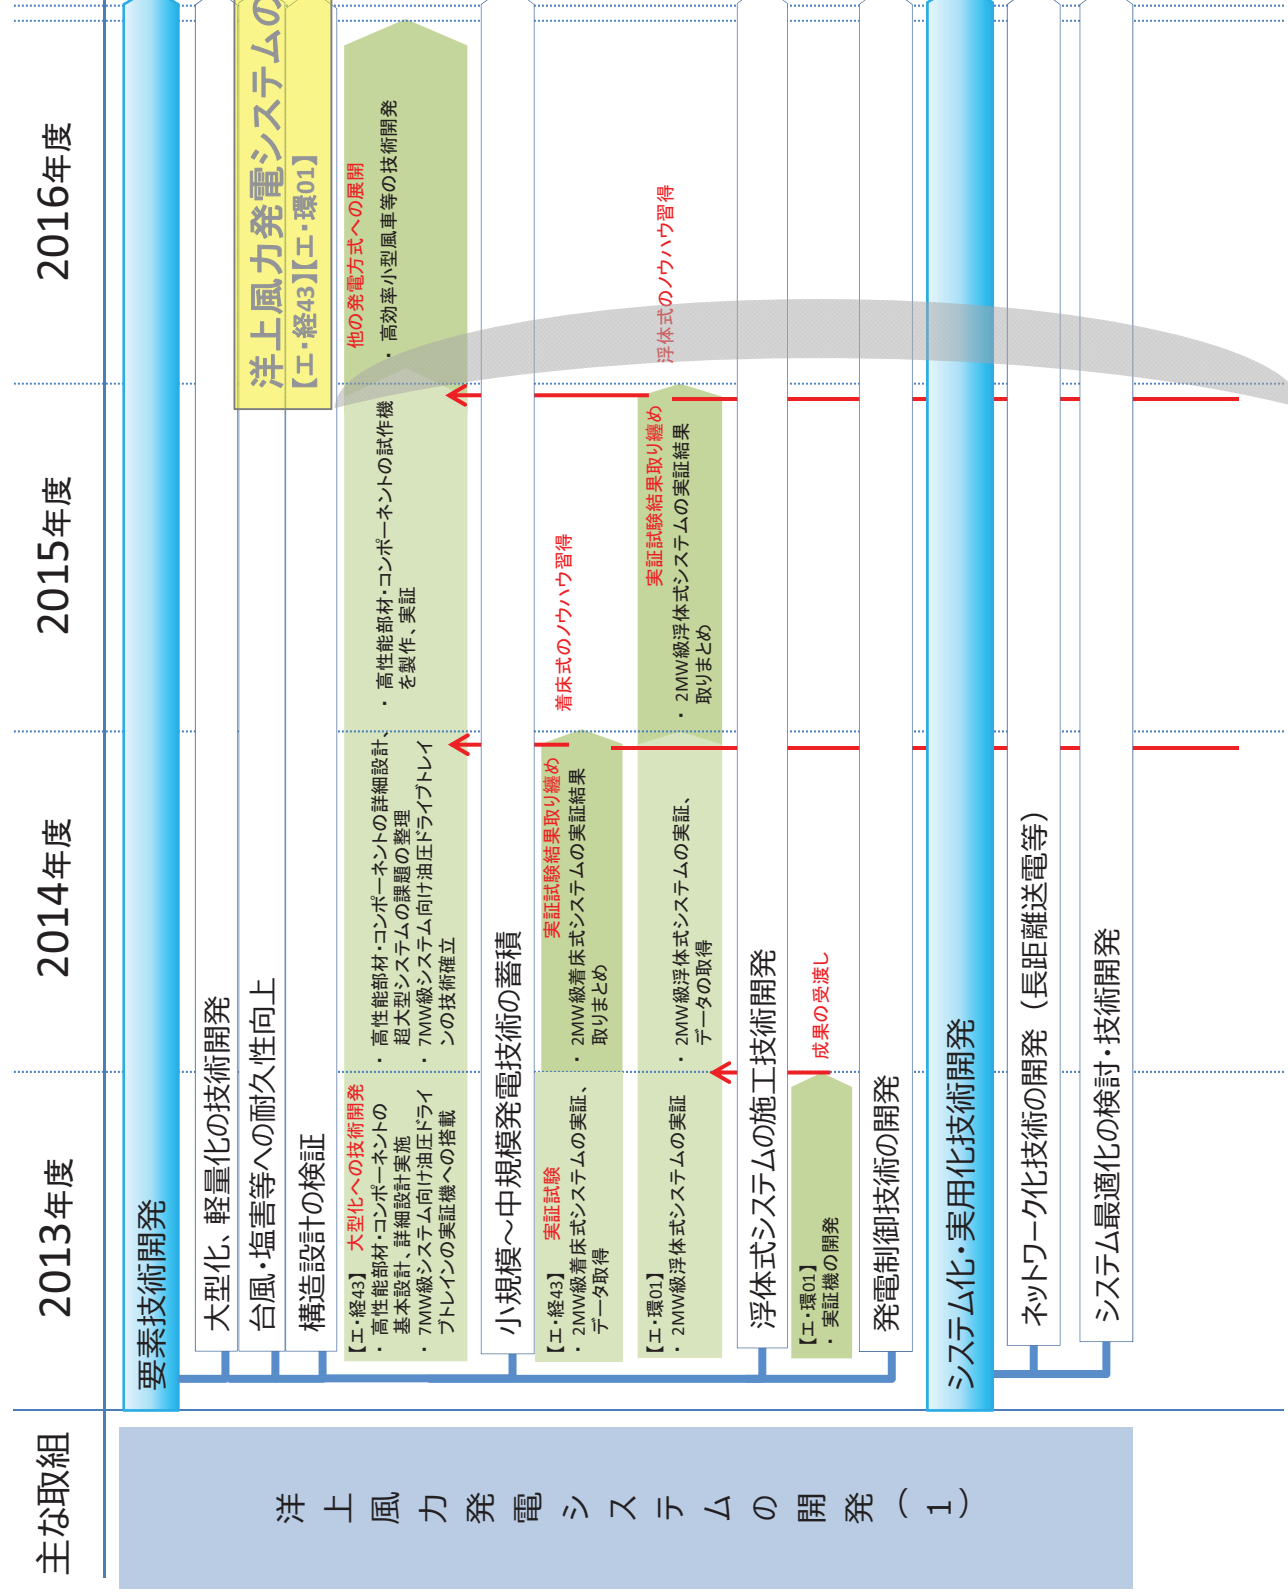 主な取組
2013年度
2014年度
2015年度
2016年度
洋上風力発電システムの開発(1)
要素技術開発
大型化、軽量化の技術開発
台風・塩害等への耐久性向上
構造設計の検証
洋上風力発電システムの
【エ・経43】【エ・環01】
【エ・経43】 大型化への技術開発
・ 高性能部材・コンポーネントの
基本設計、詳細設計実施
・ 7MW級システム向け油圧ドライ
ブトレインの実証機への搭載
・ 高性能部材・コンポーネントの詳細設計、
超大型システムの課題の整理
・ 7MW級システム向け油圧ドライブトレイ
ンの技術確立
・ 高性能部材・コンポーネントの試作機
を製作、実証
他の発電方式への展開
・ 高効率小型風車等の技術開発
小規模～中規模発電技術の蓄積
【エ・経43】 実証試験
・ 2MW級着床式システムの実証、
データ取得
実証試験結果取り纏め
・ 2MW級着床式システムの実証結果
取りまとめ
着床式のノウハウ習得
【エ・環01】
・ 2MW級浮体式システムの実証
・ 2MW級浮体式システムの実証、
データの取得
実証試験結果取り纏め
・ 2MW級浮体式システムの実証結果
取りまとめ
浮体式のノウハウ習得
浮体式システムの施工技術開発
【エ・環01】
・ 実証機の開発
成果の受渡し
発電制御技術の開発
システム化・実用化技術開発
ネットワーク化技術の開発（長距離送電等）
システム最適化の検討・技術開発